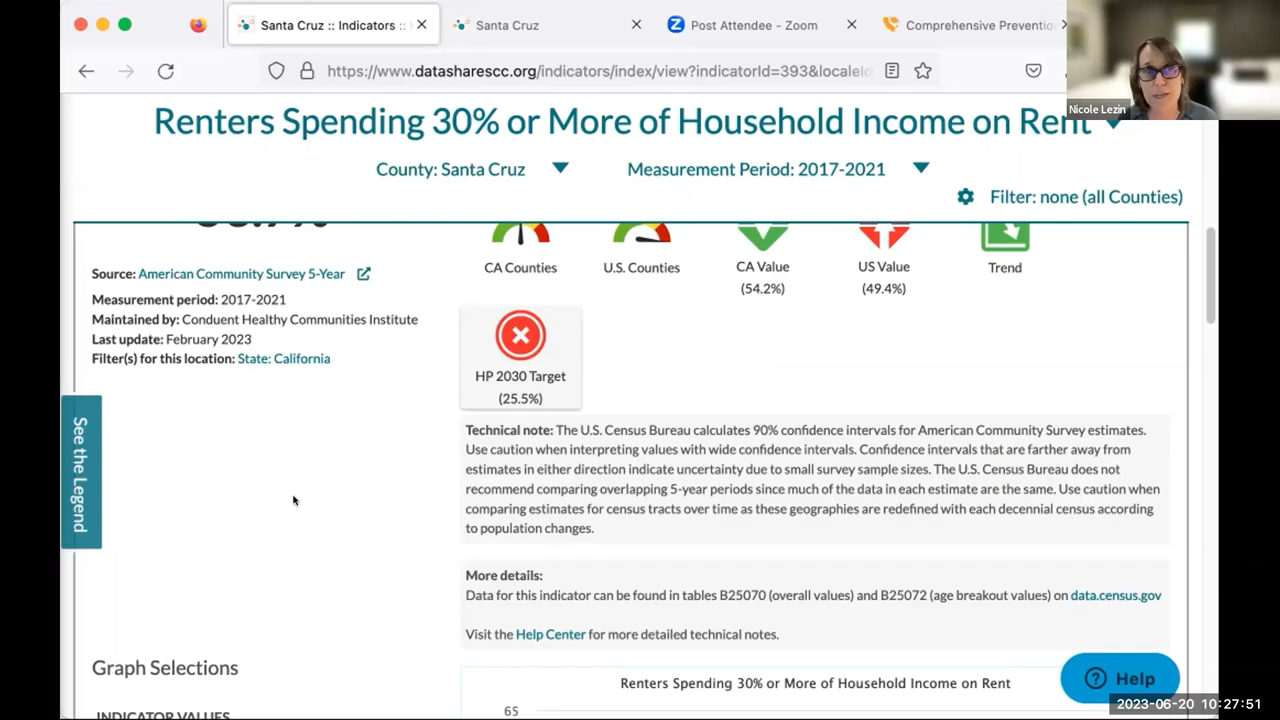 Santa Cruz :: Indicators ::
Santa Cruz
Post Attendee - Zoom
Comprehensive Preventio
https://www.datasharescc.org/indicators/index/view?indicatorId=393&localeId
Nicole Lezin
Renters Spending 30% or More of Household Income on Rent
County: Santa Cruz
Measurement Period: 2017-2021
Filter: none (all Counties)
Source: American Community Survey 5-Year
Measurement period: 2017-2021
Maintained by: Conduent Healthy Communities Institute
Last update: February 2023
Filter(s) for this location: State: California
CA Counties
U.S. Counties
CA Value
(54.2%)
US Value
(49.4%)
Trend
HP 2030 Target
(25.5%)
See the Legend
Technical note: The U.S. Census Bureau calculates 90% confidence intervals for American Community Survey estimates.
Use caution when interpreting values with wide confidence intervals. Confidence intervals that are farther away from
estimates in either direction indicate uncertainty due to small survey sample sizes. The U.S. Census Bureau does not
recommend comparing overlapping 5-year periods since much of the data in each estimate are the same. Use caution when
comparing estimates for census tracts over time as these geographies are redefined with each decennial census according
to population changes.
More details:
Data for this indicator can be found in tables B25070 (overall values) and B25072 (age breakout values) on data.census.gov
Visit the Help Center for more detailed technical notes.
Graph Selections
INDICATOR VALUES
Renters Spending 30% or More of Household Income on Rent
65
Help
2023-06-20 10:27:51